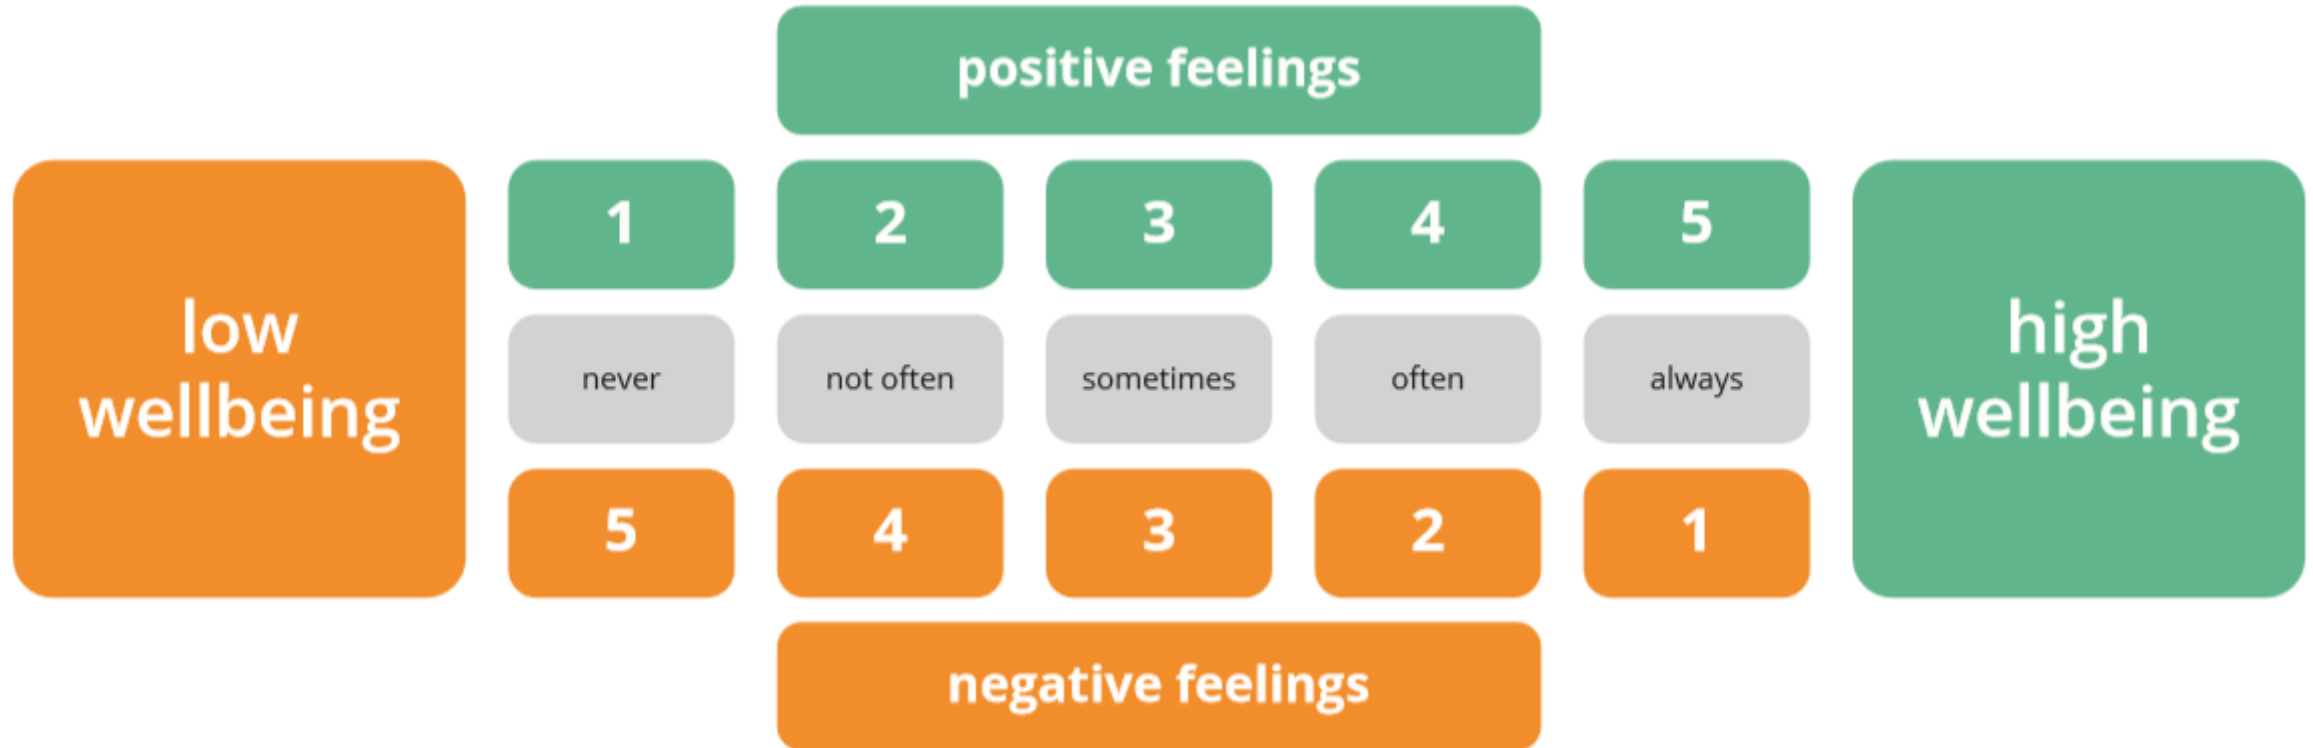 positive feelings
low
wellbeing
1 2 3 4 5
never not often sometimes often always
5 4 3 2 1
high
wellbeing
negative feelings